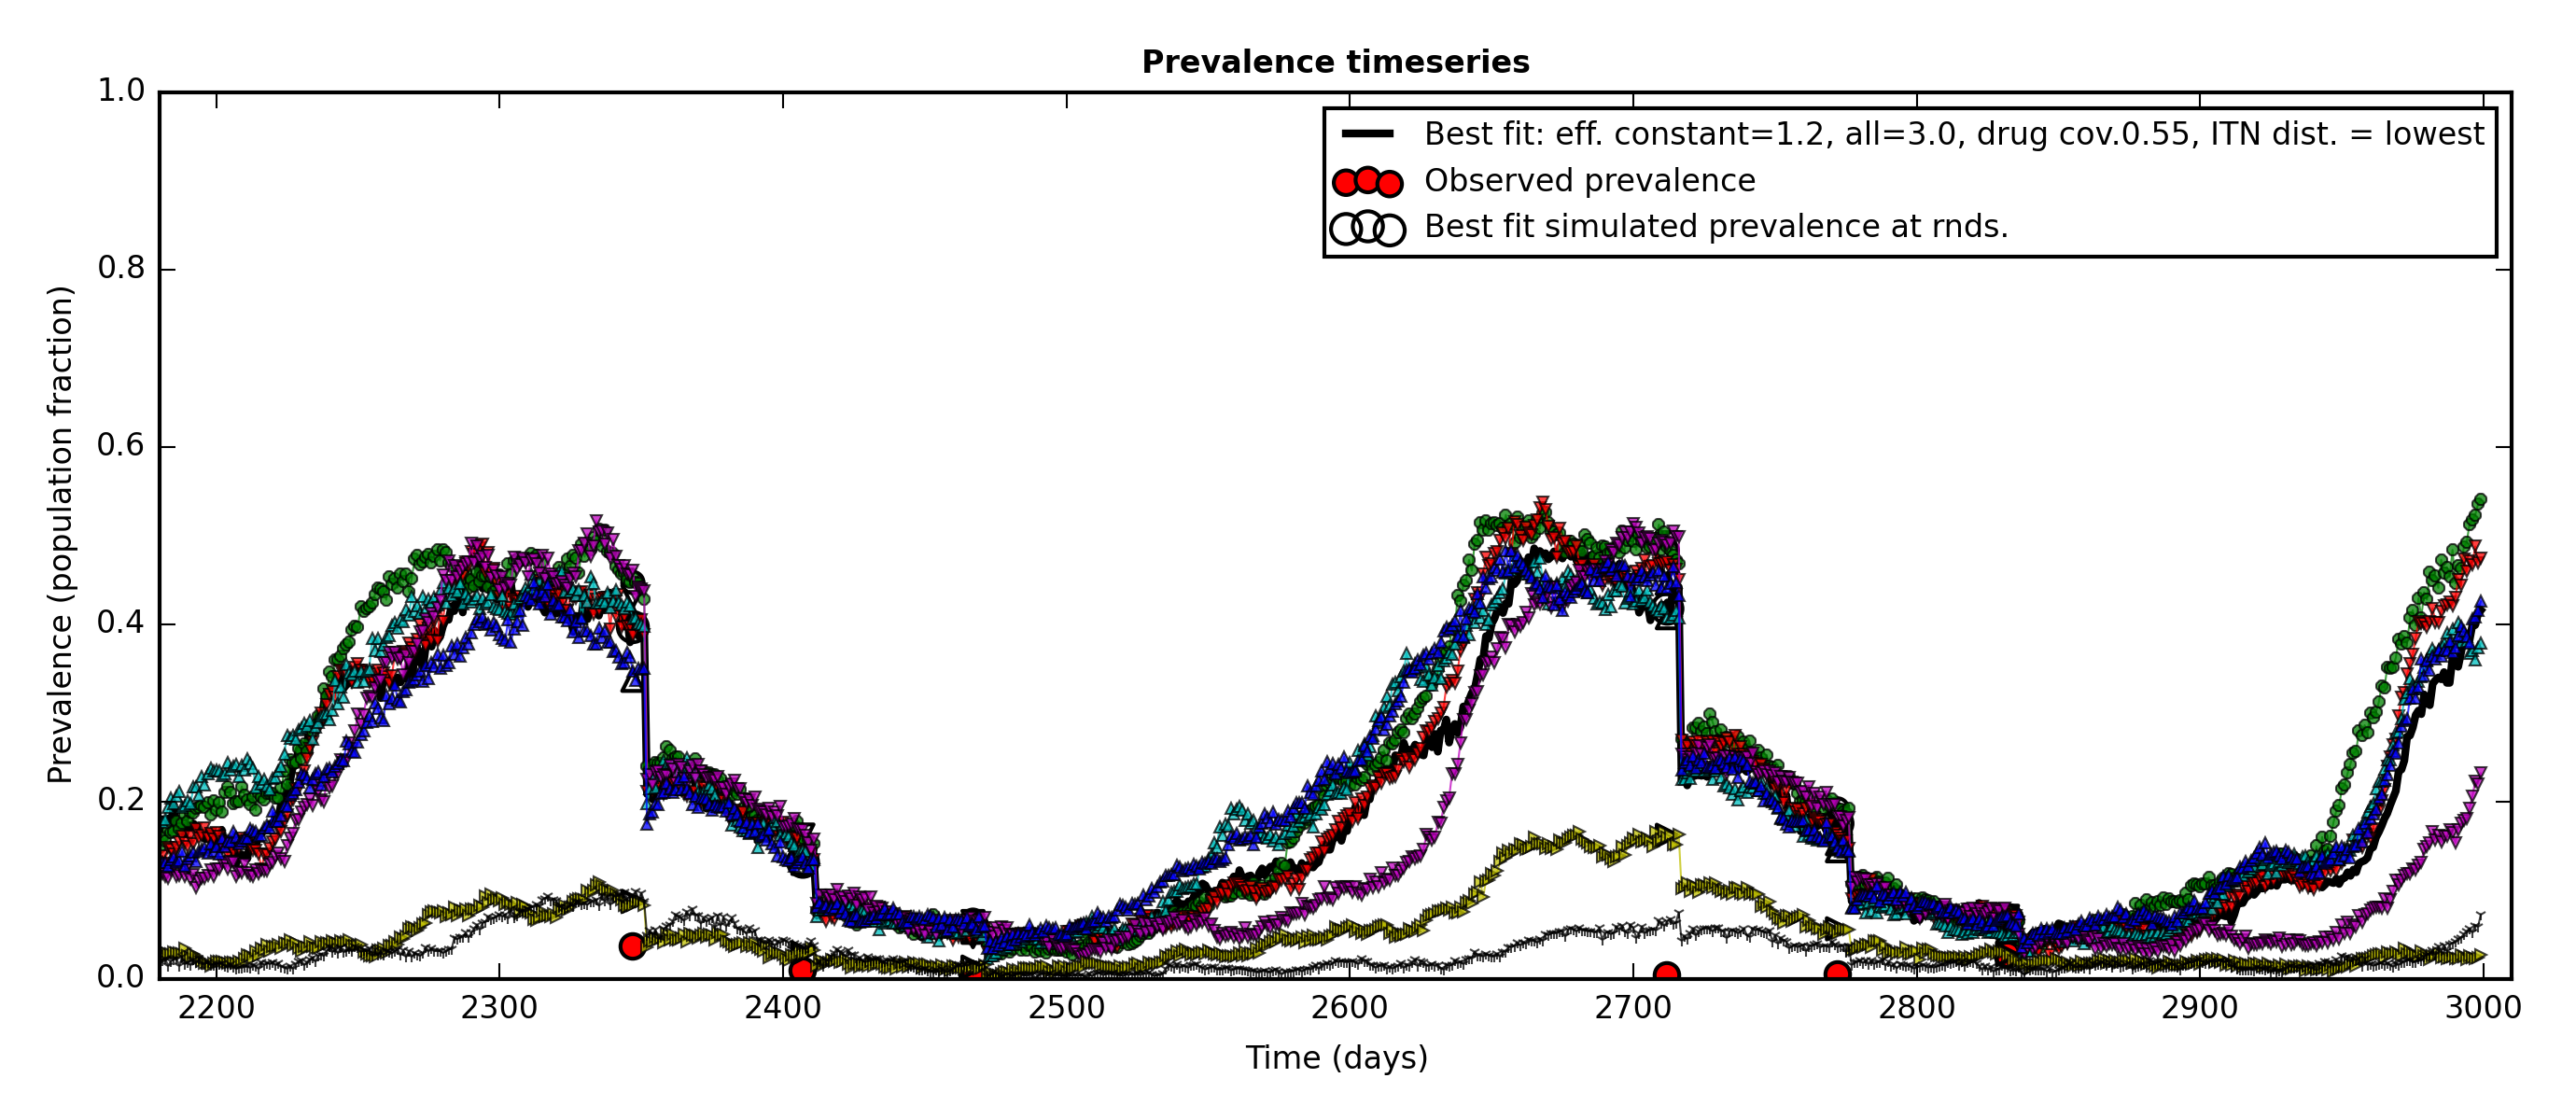 Prevalence timeseries
1.0
0.8
0.6
0.4
0.2
0.0
Prevalence (population fraction)
Best fit: eff. constant=1.2, all=3.0, drug cov.0.55, ITN dist. = lowest
Observed prevalence
Best fit simulated prevalence at rnds.
2200 2300 2400 2500 2600 2700 2800 2900 3000
Time (days)